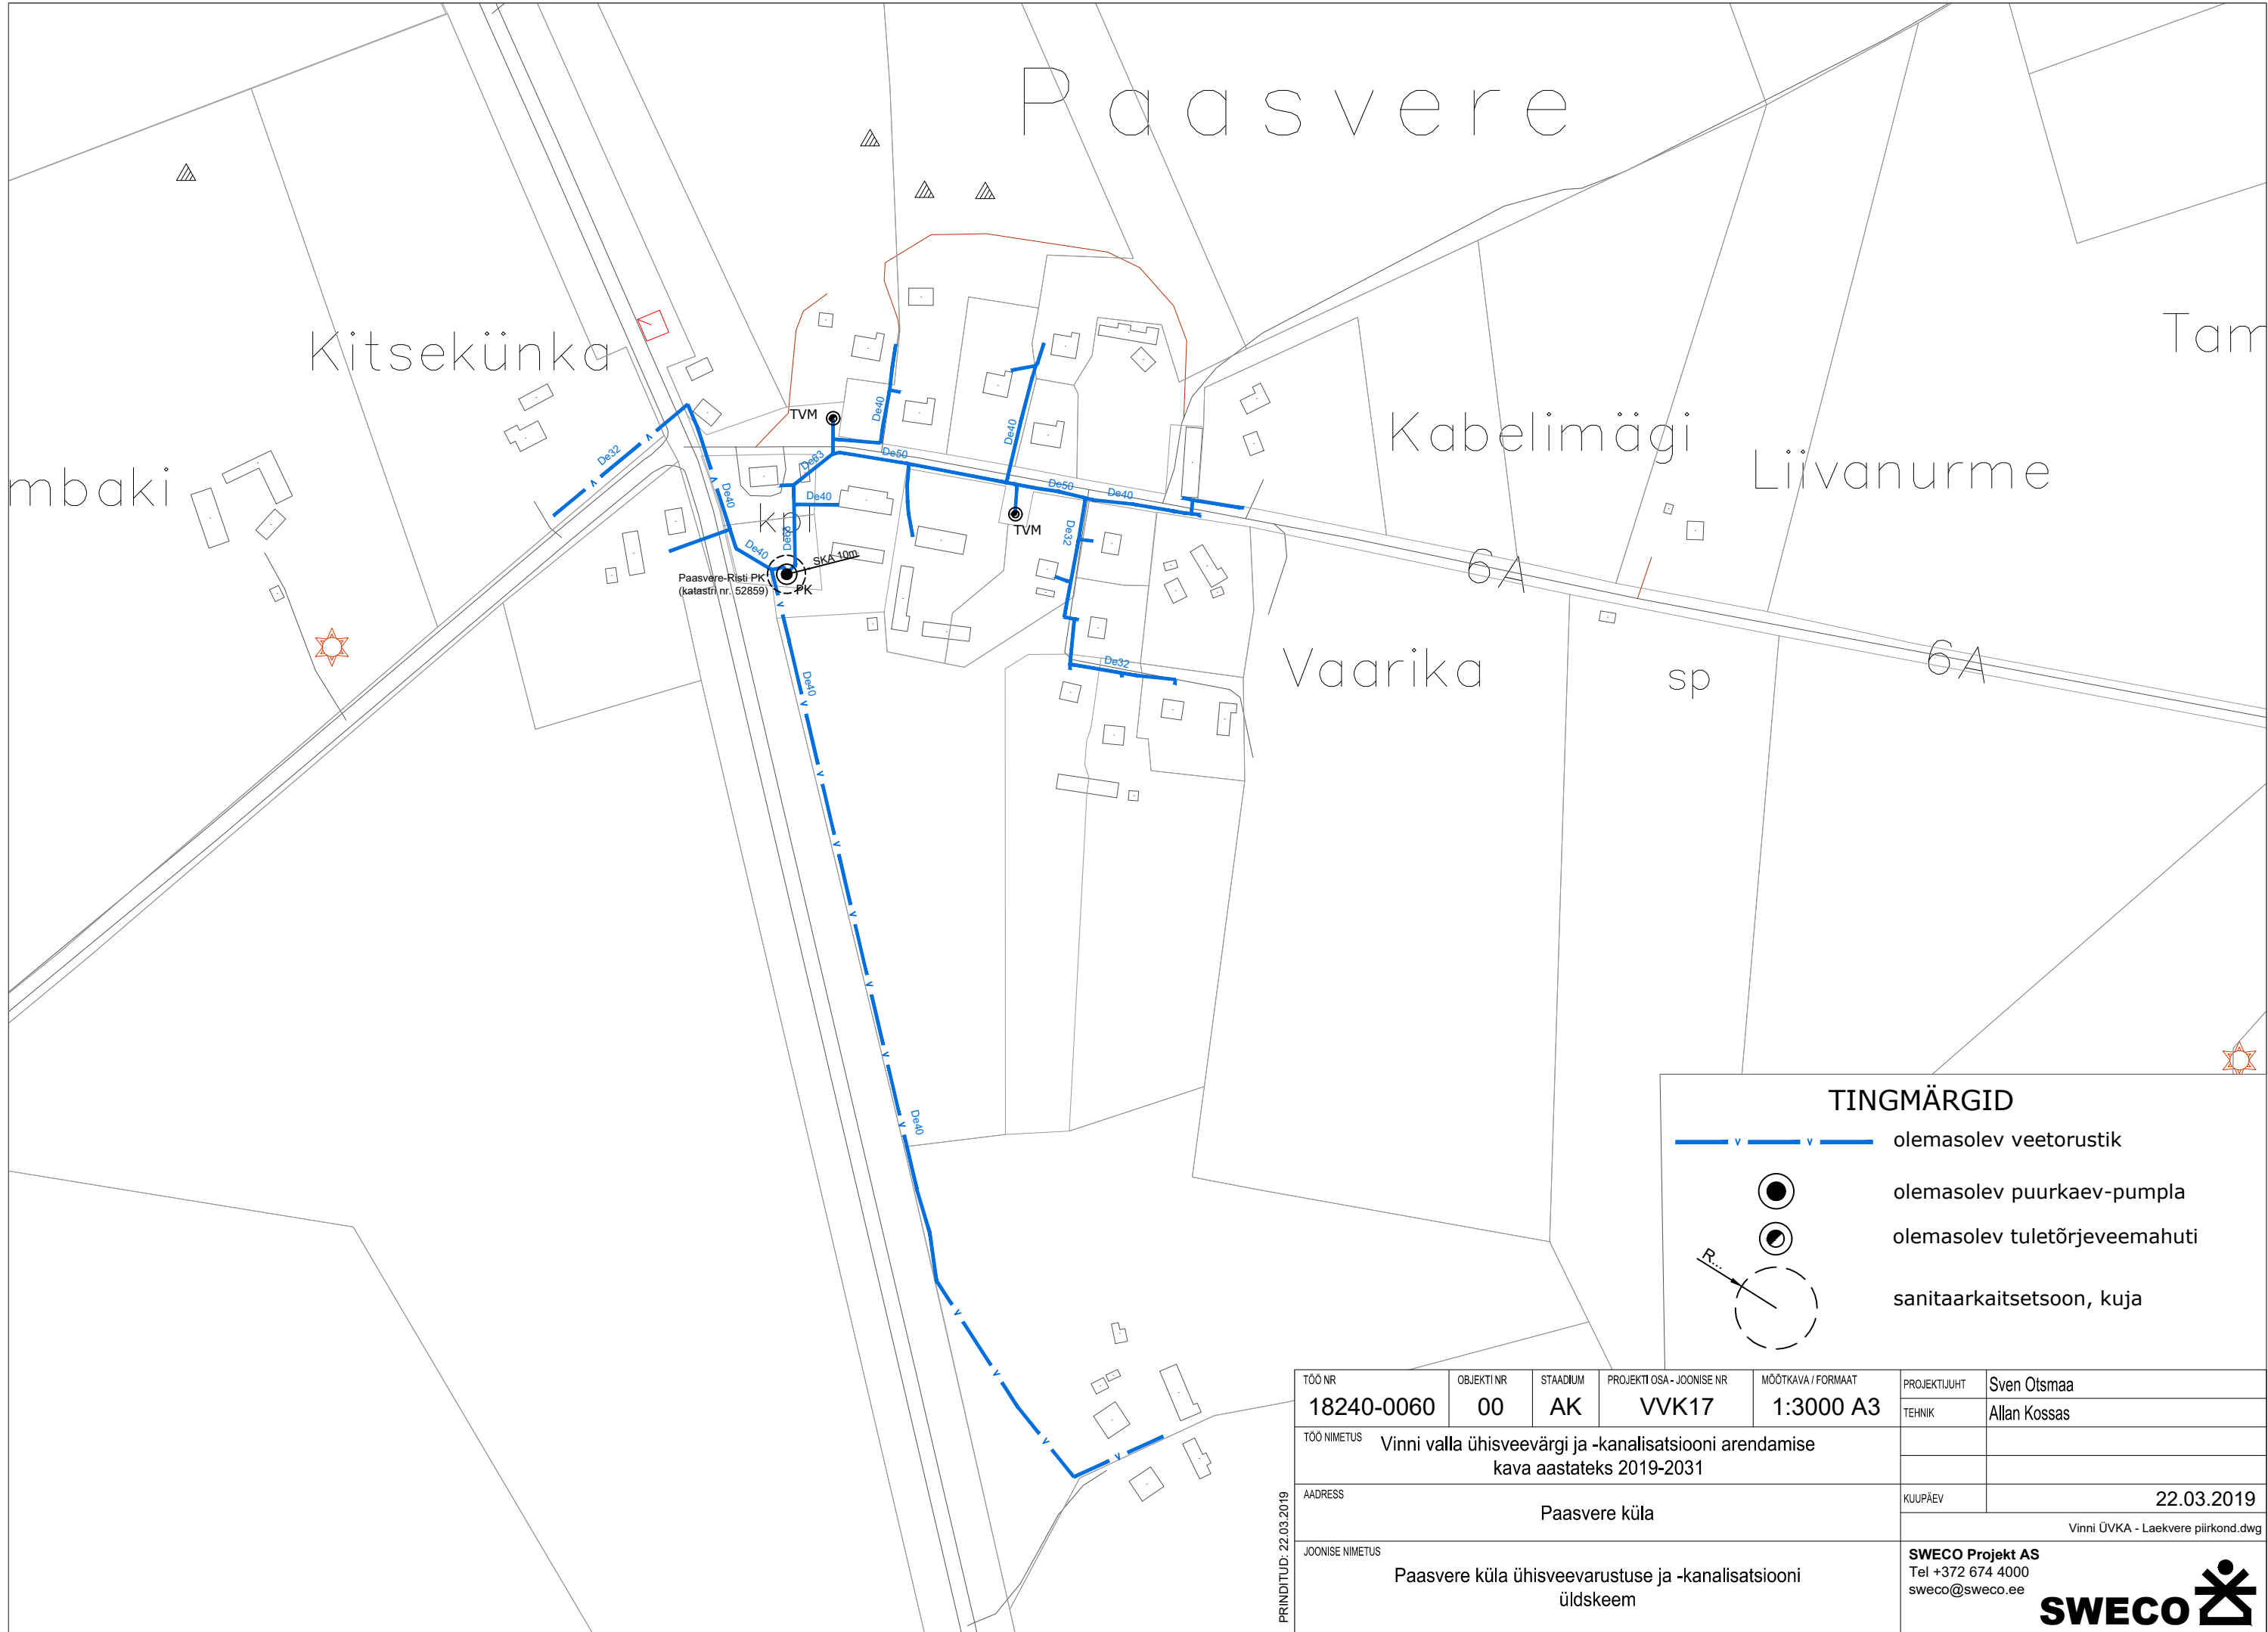 Paasvere
Kitsekünka
Tam
mbaki
Kabelimägi
Liivanurme
Vaarika
sp
6A
6A
kpl
TVM
TVM
De32
De40
De40
De63
De40
De63
De40
De50
De40
De50
De40
De32
De32
De40
De40
SKA 10m
Paasvere-Risti PK
(katastri nr. 52859)
PK
TINGMÄRGID
v v olemasolev veetorustik
olemasolev puurkaev-pumpla
olemasolev tuletõrjeveemahuti
R...
sanitaarkaitsetsoon, kuja
TÖÖ NR
18240-0060
OBJEKTI NR
00
STAADIUM
AK
PROJEKTI OSA - JOONISE NR
VVK17
MÕÕTKAVA / FORMAAT
1:3000 A3
PROJEKTIJUHT Sven Otsmaa
TEHNIK Allan Kossas
TÖÖ NIMETUS
Vinni valla ühisveevärgi ja -kanalisatsiooni arendamise
kava aastateks 2019-2031
AADRESS
Paasvere küla
KUUPÄEV 22.03.2019
Vinni ÜVKA - Laekvere piirkond.dwg
JOONISE NIMETUS
Paasvere küla ühisveevarustuse ja -kanalisatsiooni
üldskeem
SWECO Projekt AS
Tel +372 674 4000
sweco@sweco.ee
SWECO
PRINDITUD: 22.03.2019